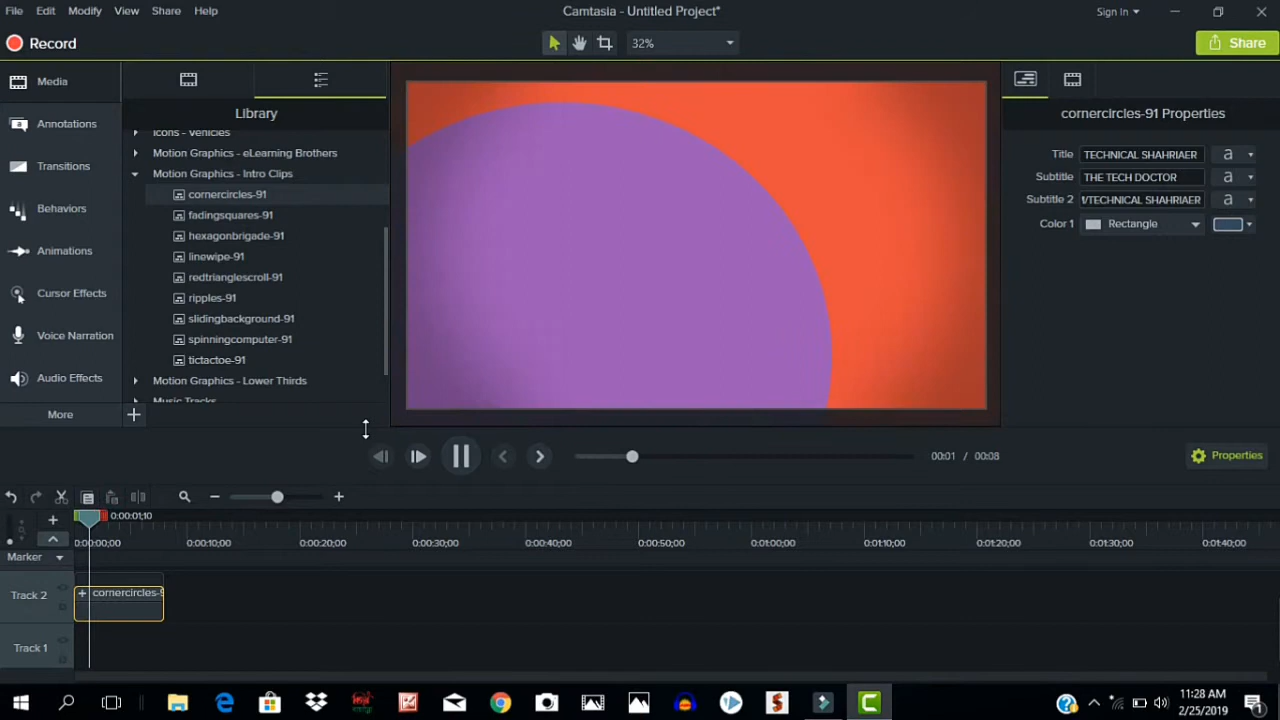 File Edit Modify View Share Help
Camtasia - Untitled Project*
Sign In
Record
32%
Share
Media
Annotations
Transitions
Behaviors
Animations
Cursor Effects
Voice Narration
Audio Effects
More
Library
Icons - Vehicles
Motion Graphics - eLearning Brothers
Motion Graphics - Intro Clips
cornercircles-91
fadingsquares-91
hexagonbrigade-91
linewipe-91
redtrianglescroll-91
ripples-91
slidingbackground-91
spinningcomputer-91
tictactoe-91
Motion Graphics - Lower Thirds
Music Tracks
cornercircles-91 Properties
Title TECHNICAL SHAHRIAER a
Subtitle THE TECH DOCTOR a
Subtitle 2 /TECHNICAL SHAHRIAER a
Color 1 Rectangle
00:01 / 00:08
Properties
0:00:01;10
0:00:00;00 0:00:10;00 0:00:20;00 0:00:30;00 0:00:40;00 0:00:50;00 0:01:00;00 0:01:10;00 0:01:20;00 0:01:30;00 0:01:40;00
Marker
Track 2
cornercircles-9
Track 1
11:28 AM
2/25/2019